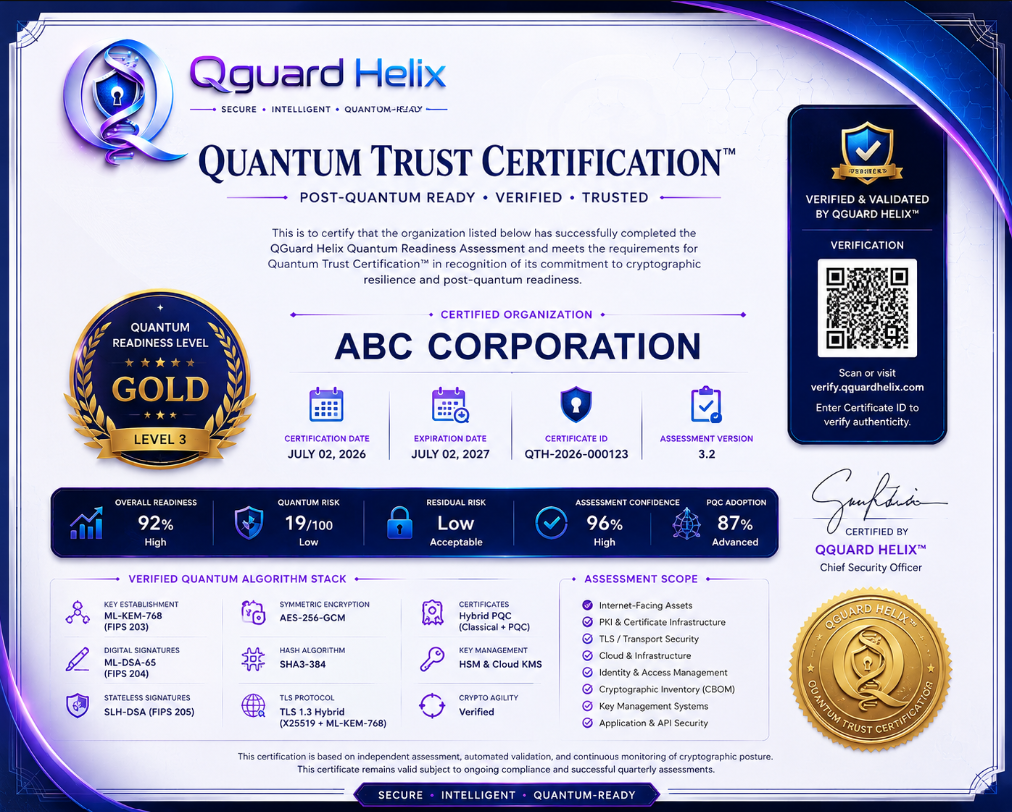 Qguard Helix
SECURE • INTELLIGENT • QUANTUM-READY
QUANTUM TRUST CERTIFICATION™
POST-QUANTUM READY • VERIFIED • TRUSTED
This is to certify that the organization listed below has successfully completed the
QGuard Helix Quantum Readiness Assessment and meets the requirements for
Quantum Trust Certification™ in recognition of its commitment to cryptographic
resilience and post-quantum readiness.
VERIFIED & VALIDATED
BY QGUARD HELIX™
VERIFICATION
Scan or visit
verify.qguardhelix.com
Enter Certificate ID to
verify authenticity.
QUANTUM
READINESS LEVEL
GOLD
LEVEL 3
CERTIFIED ORGANIZATION
ABC CORPORATION
CERTIFICATION DATE
JULY 02, 2026
EXPIRATION DATE
JULY 02, 2027
CERTIFICATE ID
QTH-2026-000123
ASSESSMENT VERSION
3.2
OVERALL READINESS
92%
High
QUANTUM RISK
19/100
Low
RESIDUAL RISK
Low
Acceptable
ASSESSMENT CONFIDENCE
96%
High
PQC ADOPTION
87%
Advanced
CERTIFIED BY
QGUARD HELIX™
Chief Security Officer
VERIFIED QUANTUM ALGORITHM STACK
KEY ESTABLISHMENT
ML-KEM-768
(FIPS 203)
SYMMETRIC ENCRYPTION
AES-256-GCM
CERTIFICATES
Hybrid PQC
(Classical + PQC)
DIGITAL SIGNATURES
ML-DSA-65
(FIPS 204)
HASH ALGORITHM
SHA3-384
KEY MANAGEMENT
HSM & Cloud KMS
STATELESS SIGNATURES
SLH-DSA (FIPS 205)
TLS PROTOCOL
TLS 1.3 Hybrid
(X25519 + ML-KEM-768)
CRYPTO AGILITY
Verified
ASSESSMENT SCOPE
Internet-Facing Assets
PKI & Certificate Infrastructure
TLS / Transport Security
Cloud & Infrastructure
Identity & Access Management
Cryptographic Inventory (CBOM)
Key Management Systems
Application & API Security
QGUARD HELIX™
QUANTUM TRUST CERTIFICATION
This certification is based on independent assessment, automated validation, and continuous monitoring of cryptographic posture.
This certificate remains valid subject to ongoing compliance and successful quarterly assessments.
SECURE • INTELLIGENT • QUANTUM-READY